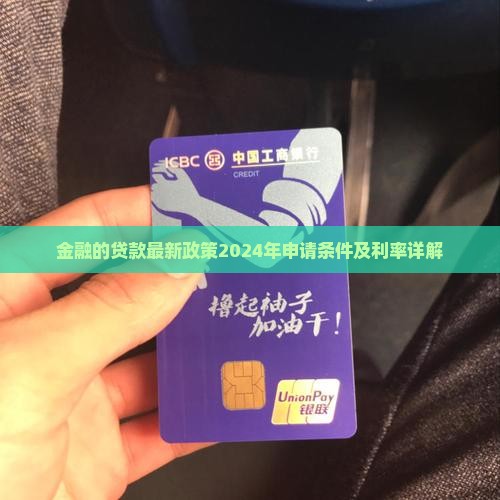 ICBC 中国工商银行
CREDIT
金融的贷款最新政策2024年申请条件及利率详解
撸起袖子
加油干!
UnionPay
银联